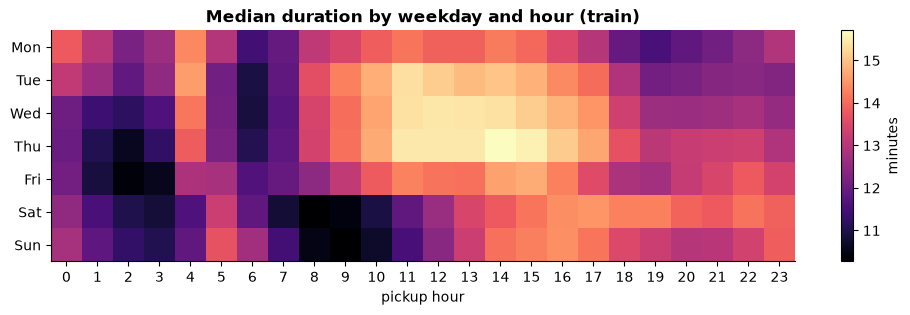 Median duration by weekday and hour (train)
Mon
Tue
Wed
Thu
Fri
Sat
Sun
0 1 2 3 4 5 6 7 8 9 10 11 12 13 14 15 16 17 18 19 20 21 22 23
pickup hour
15
14
13
12
11
minutes